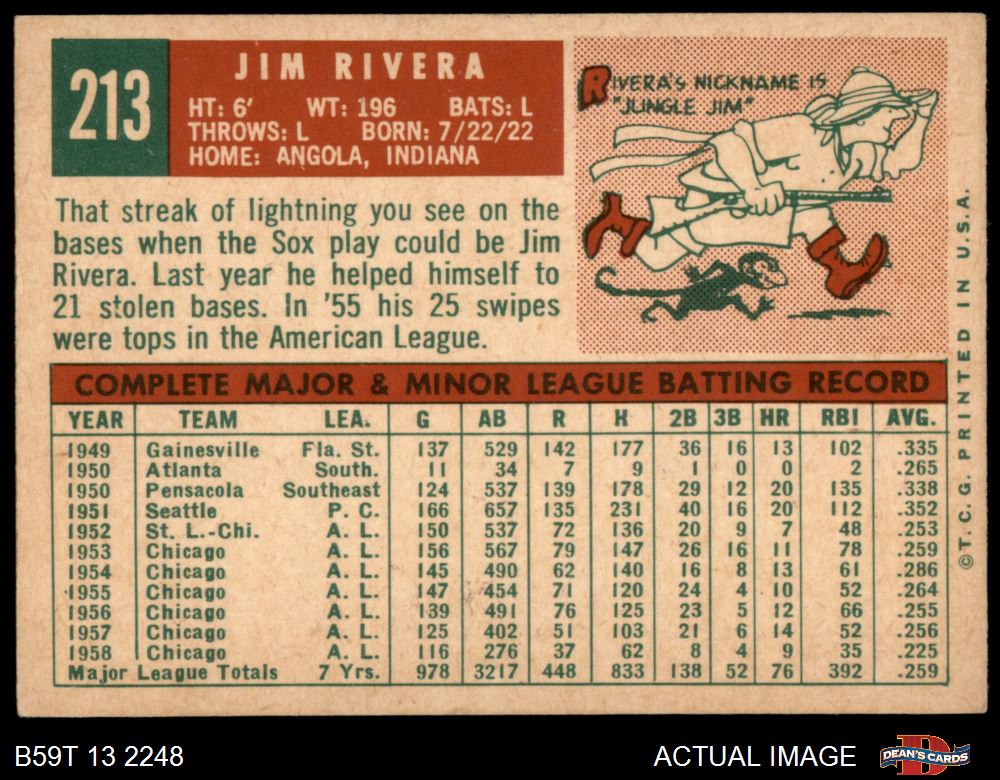 213
JIM RIVERA
HT: 6' WT: 196 BATS: L
THROWS: L BORN: 7/22/22
HOME: ANGOLA, INDIANA
RIVERA'S NICKNAME IS
"JUNGLE JIM"
That streak of lightning you see on the
bases when the Sox play could be Jim
Rivera. Last year he helped himself to
21 stolen bases. In '55 his 25 swipes
were tops in the American League.
COMPLETE MAJOR & MINOR LEAGUE BATTING RECORD
YEAR TEAM LEA. G AB R H 2B 3B HR RBI AVG.
1949 Gainesville Fla. St. 137 529 142 177 36 16 13 102 .335
1950 Atlanta South. 11 34 7 9 1 0 0 2 .265
1950 Pensacola Southeast 124 537 139 178 29 12 20 135 .338
1951 Seattle P. C. 166 657 135 231 40 16 20 112 .352
1952 St. L.-Chi. A. L. 150 537 72 136 20 9 7 48 .253
1953 Chicago A. L. 156 567 79 147 26 16 11 78 .259
1954 Chicago A. L. 145 490 62 140 16 8 13 61 .286
1955 Chicago A. L. 147 454 71 120 24 4 10 52 .264
1956 Chicago A. L. 139 491 76 125 23 5 12 66 .255
1957 Chicago A. L. 125 402 51 103 21 6 14 52 .256
1958 Chicago A. L. 116 276 37 62 8 4 9 35 .225
Major League Totals 7 Yrs. 978 3217 448 833 138 52 76 392 .259
©T. C. G. PRINTED IN U.S.A.
B59T 13 2248
ACTUAL IMAGE
DEAN'S CARDS